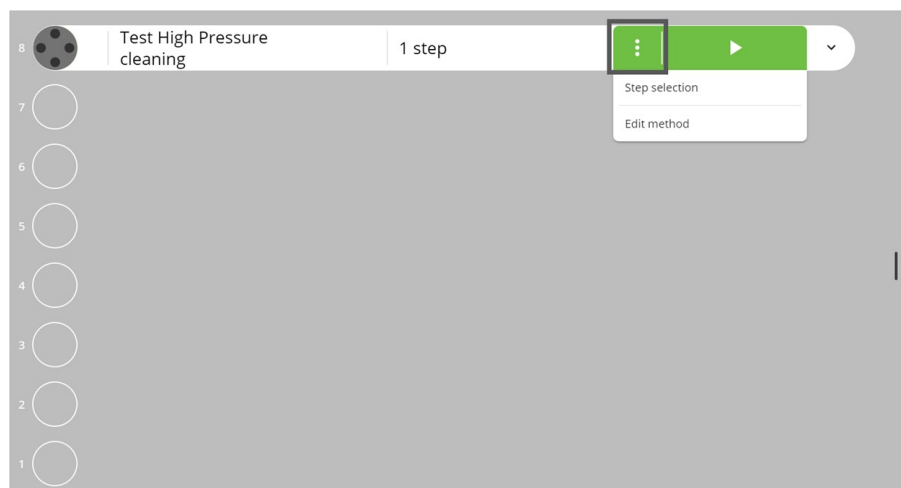 8
Test High Pressure
cleaning
1 step
Step selection
Edit method
7
6
5
4
3
2
1